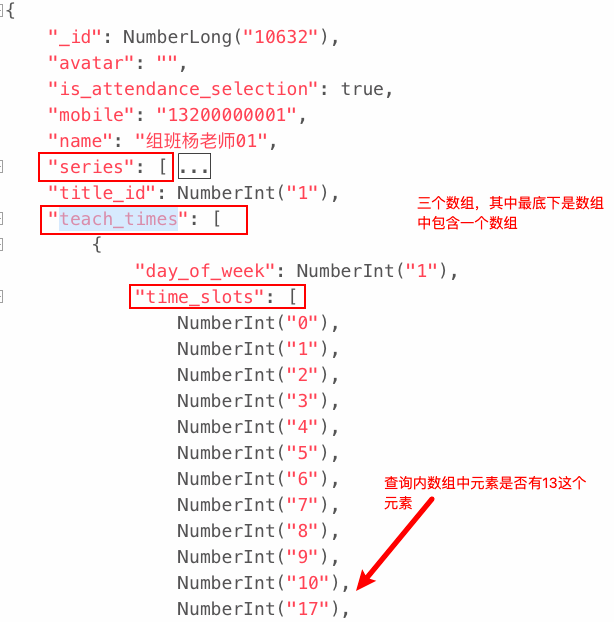 {
"_id": NumberLong("10632"),
"avatar": "",
"is_attendance_selection": true,
"mobile": "13200000001",
"name": "组班杨老师01",
"series": [ ...
"title_id": NumberInt("1"),
三个数组，其中最底下是数组
中包含一个数组
"teach_times": [
{
"day_of_week": NumberInt("1"),
"time_slots": [
NumberInt("0"),
NumberInt("1"),
NumberInt("2"),
NumberInt("3"),
NumberInt("4"),
NumberInt("5"),
NumberInt("6"),
查询内数组中元素是否有13这个
元素
NumberInt("7"),
NumberInt("8"),
NumberInt("9"),
NumberInt("10"),
NumberInt("17"),